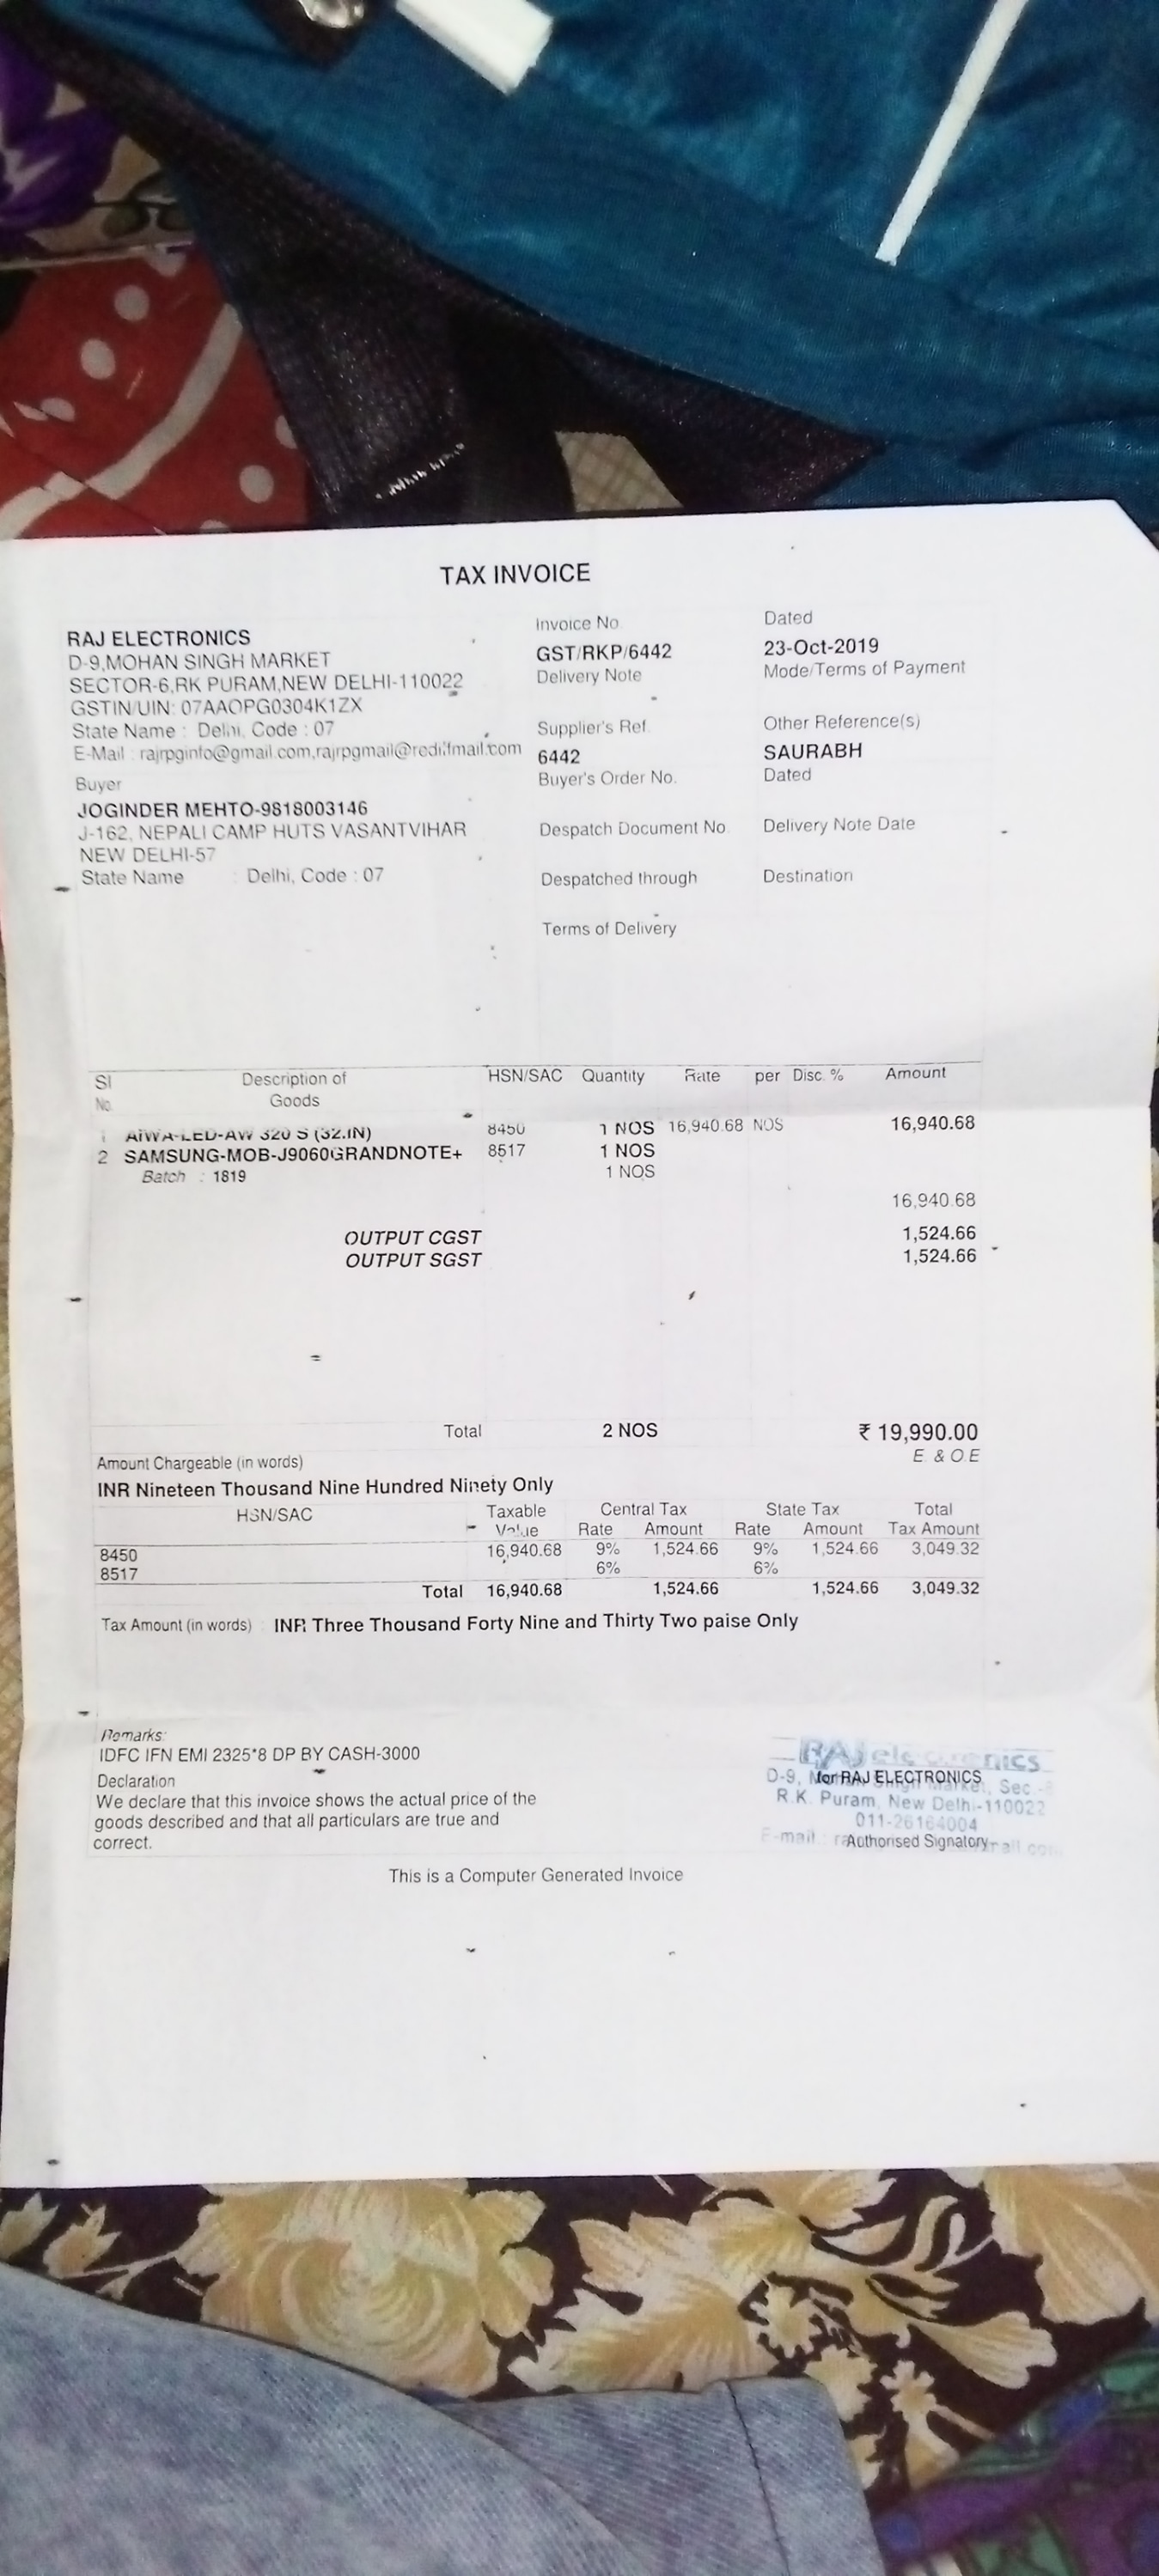 TAX INVOICE
RAJ ELECTRONICS
D-9,MOHAN SINGH MARKET
SECTOR-6,RK PURAM,NEW DELHI-110022
GSTIN/UIN: 07AAOPG0304K1ZX
State Name : Delhi, Code : 07
E-Mail : rajrpginfo@gmail.com,rajrpgmail@rediffmail.com
Buyer
JOGINDER MEHTO-9818003146
J-162, NEPALI CAMP HUTS VASANTVIHAR
NEW DELHI-57
State Name : Delhi, Code : 07
Invoice No. Dated
GST/RKP/6442 23-Oct-2019
Delivery Note Mode/Terms of Payment
Supplier's Ref. Other Reference(s)
6442 SAURABH
Buyer's Order No. Dated
Despatch Document No. Delivery Note Date
Despatched through Destination
Terms of Delivery
Sl Description of HSN/SAC Quantity Rate per Disc. % Amount
No. Goods
1 AIWA-LED-AW 320 S (32.IN) 8450 1 NOS 16,940.68 NOS 16,940.68
2 SAMSUNG-MOB-J9060GRANDNOTE+ 8517 1 NOS
Batch : 1819 1 NOS
16,940.68
OUTPUT CGST 1,524.66
OUTPUT SGST 1,524.66
Total 2 NOS ₹ 19,990.00
Amount Chargeable (in words) E. & O.E
INR Nineteen Thousand Nine Hundred Ninety Only
HSN/SAC Taxable Central Tax State Tax Total
Value Rate Amount Rate Amount Tax Amount
8450 16,940.68 9% 1,524.66 9% 1,524.66 3,049.32
8517 6% 6%
Total 16,940.68 1,524.66 1,524.66 3,049.32
Tax Amount (in words) : INR Three Thousand Forty Nine and Thirty Two paise Only
Remarks:
IDFC IFN EMI 2325*8 DP BY CASH-3000
Declaration
We declare that this invoice shows the actual price of the
goods described and that all particulars are true and
correct.
RAJ electronics
for RAJ ELECTRONICS
D-9, Singh Market, Sec.-
R.K. Puram, New Delhi-110022
011-26164004
E-mail :
Authorised Signatory
This is a Computer Generated Invoice